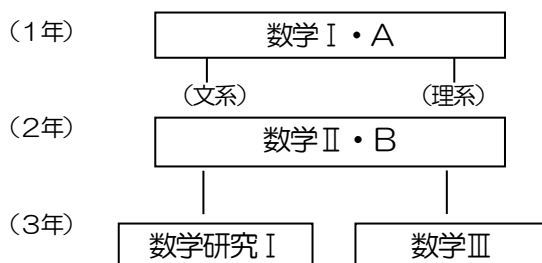 (1年)
数学Ⅰ・A
(文系) (理系)
(2年)
数学Ⅱ・B
(3年)
数学研究Ⅰ 数学Ⅲ